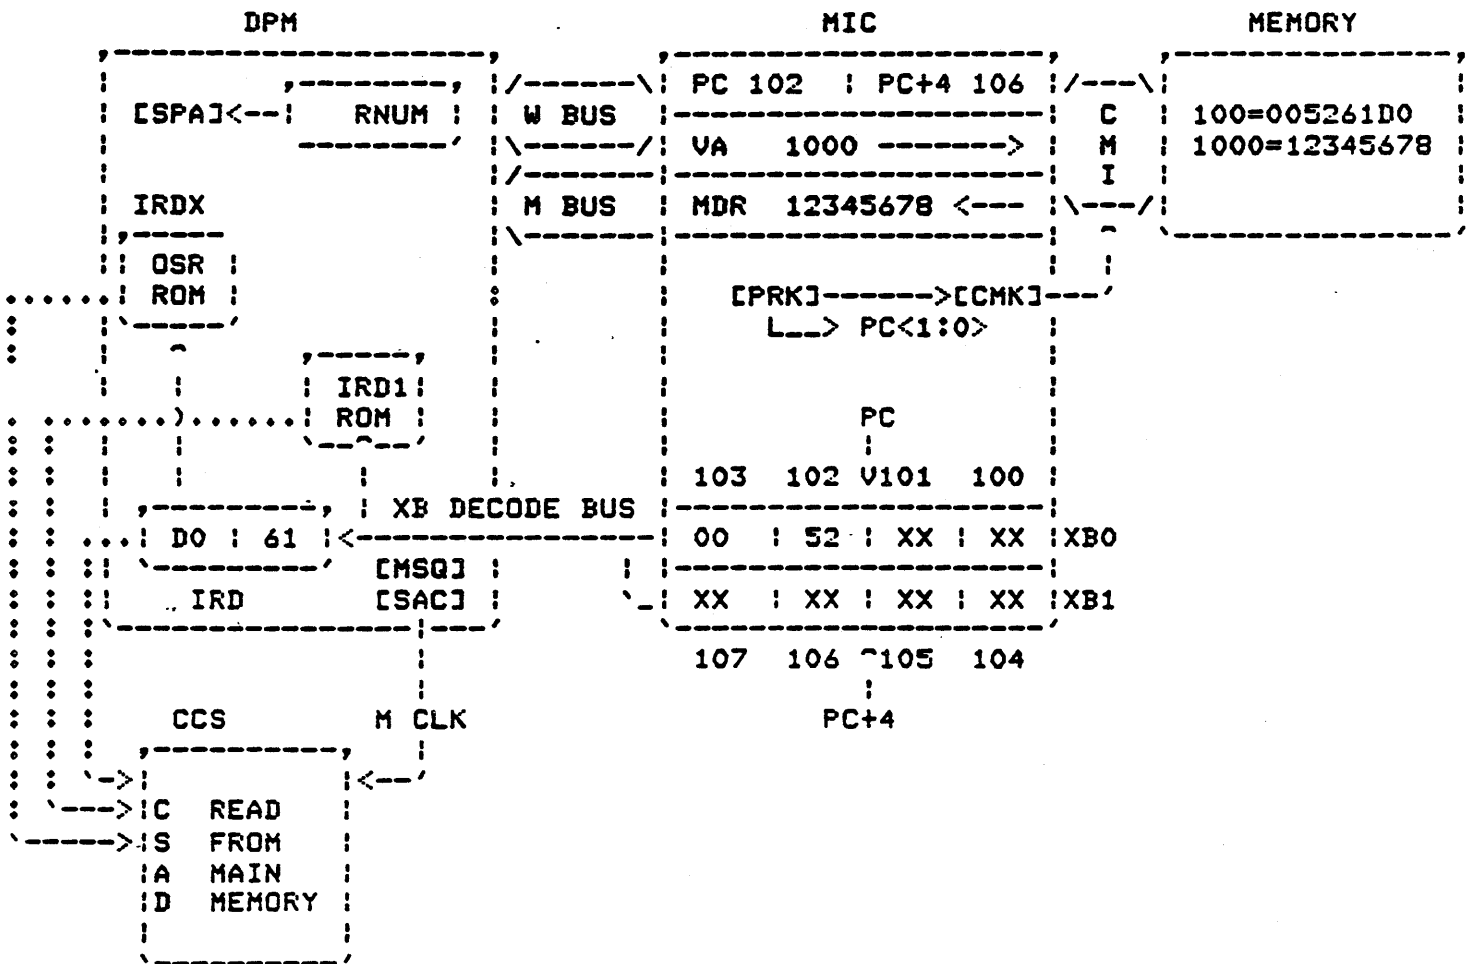 DPM MIC MEMORY
PC 102 PC+4 106
[SPA]<-- RNUM W BUS C 100=005261D0
VA 1000 -------> M 1000=12345678
I
IRDX M BUS MDR 12345678 <---
OSR
ROM [PRK]------>[CMK]---
L__> PC<1:0>
IRD1
ROM PC
103 102 V101 100
XB DECODE BUS
D0 61 <---------------- 00 52 XX XX XB0
[MSQ]
IRD [SAC] XX XX XX XX XB1
107 106 ^105 104
CCS M CLK PC+4
C READ
S FROM
A MAIN
D MEMORY